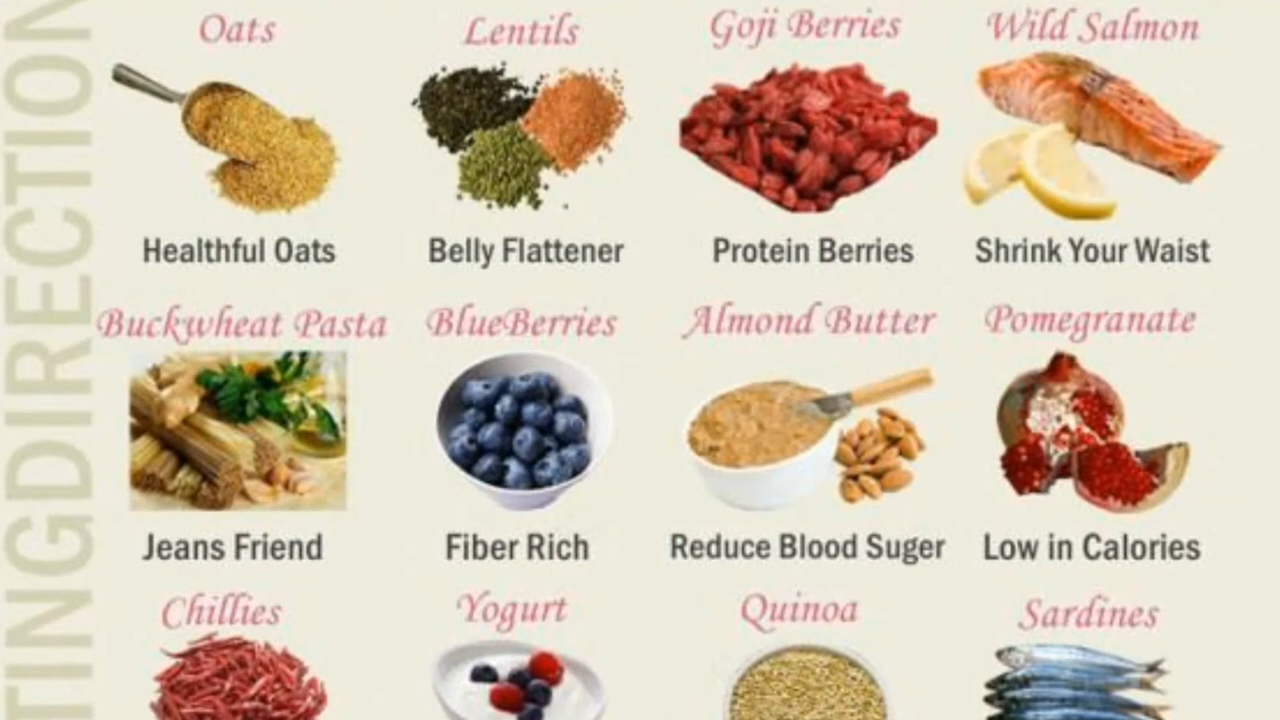 TINGDIRECTION
Oats
Lentils
Goji Berries
Wild Salmon
Healthful Oats
Belly Flattener
Protein Berries
Shrink Your Waist
Buckwheat Pasta
BlueBerries
Almond Butter
Pomegranate
Jeans Friend
Fiber Rich
Reduce Blood Suger
Low in Calories
Chillies
Yogurt
Quinoa
Sardines